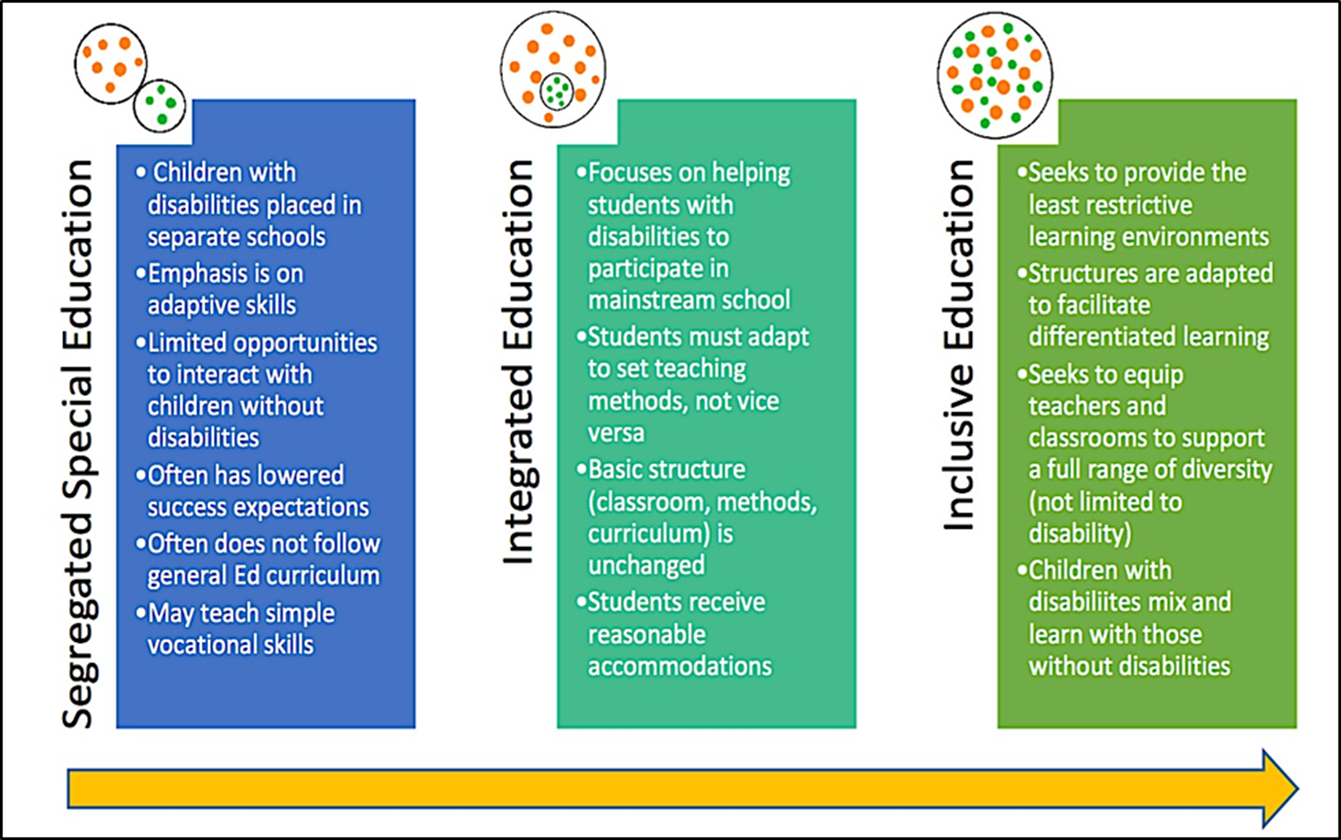 Segregated Special Education
• Children with
disabilities placed in
separate schools
•Emphasis is on
adaptive skills
•Limited opportunities
to interact with
children without
disabilities
•Often has lowered
success expectations
•Often does not follow
general Ed curriculum
•May teach simple
vocational skills
Integrated Education
•Focuses on helping
students with
disabilities to
participate in
mainstream school
•Students must adapt
to set teaching
methods, not vice
versa
•Basic structure
(classroom, methods,
curriculum) is
unchanged
•Students receive
reasonable
accommodations
Inclusive Education
•Seeks to provide the
least restrictive
learning environments
•Structures are adapted
to facilitate
differentiated learning
•Seeks to equip
teachers and
classrooms to support
a full range of diversity
(not limited to
disability)
•Children with
disabiliites mix and
learn with those
without disabilities